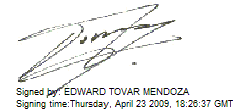 Signed by: EDWARD TOVAR MENDOZA
Signing time:Thursday, April 23 2009, 18:26:37 GMT